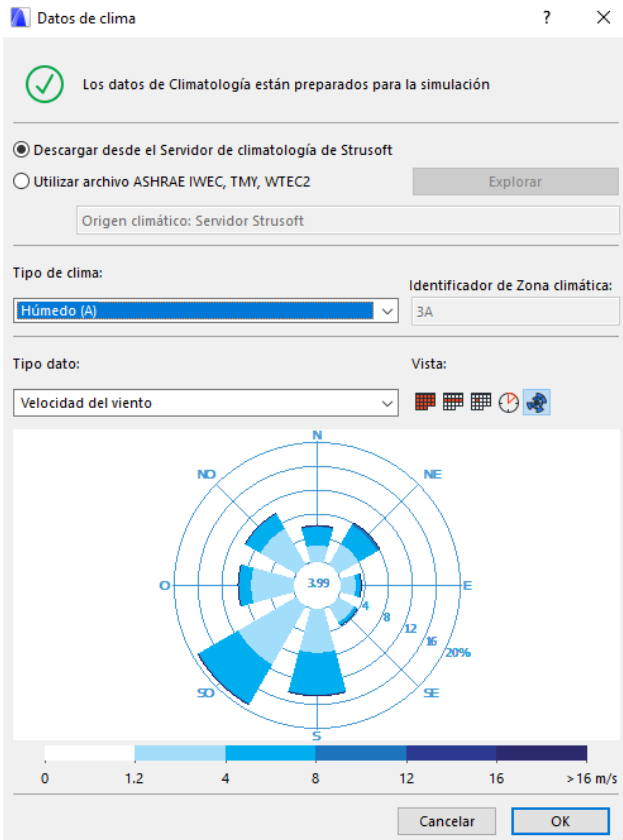 Datos de clima
?
Los datos de Climatología están preparados para la simulación
Descargar desde el Servidor de climatología de Strusoft
Utilizar archivo ASHRAE IWEC, TMY, WTEC2
Explorar
Origen climático: Servidor Strusoft
Tipo de clima:
Identificador de Zona climática:
Húmedo (A)
3A
Tipo dato:
Vista:
Velocidad del viento
N
NO
NE
3.99
O
E
4
8
12
16
20%
SO
SE
S
0 1.2 4 8 12 16 >16 m/s
Cancelar
OK